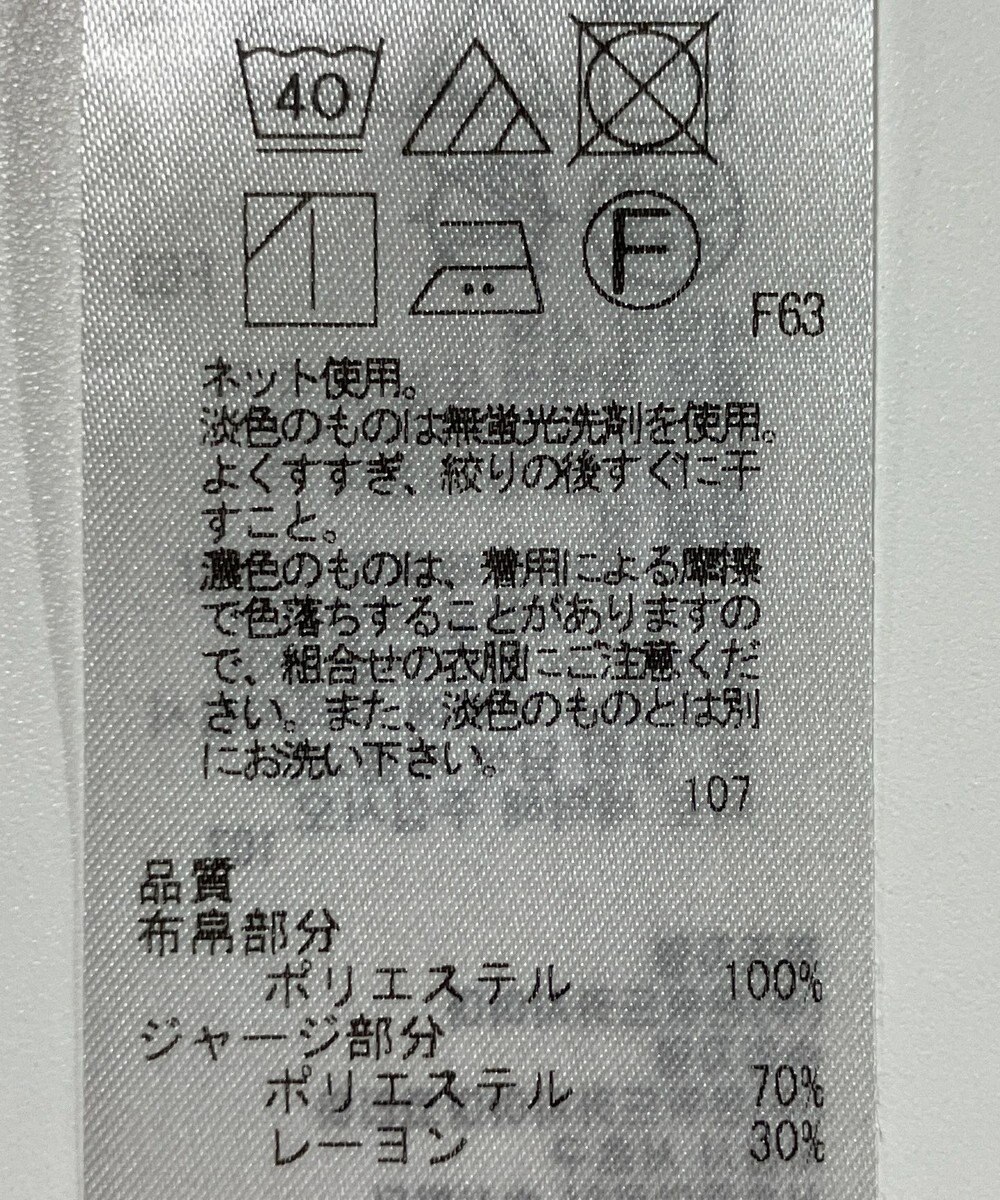 40
F
F63
ネット使用。
淡色のものは無蛍光洗剤を使用。
よくすすぎ、絞りの後すぐに干
すこと。
濃色のものは、着用による摩擦
で色落ちすることがありますの
で、組合せの衣服にご注意くだ
さい。また、淡色のものとは別
にお洗い下さい。
107
品質
布帛部分
ポリエステル 100%
ジャージ部分
ポリエステル 70%
レーヨン 30%